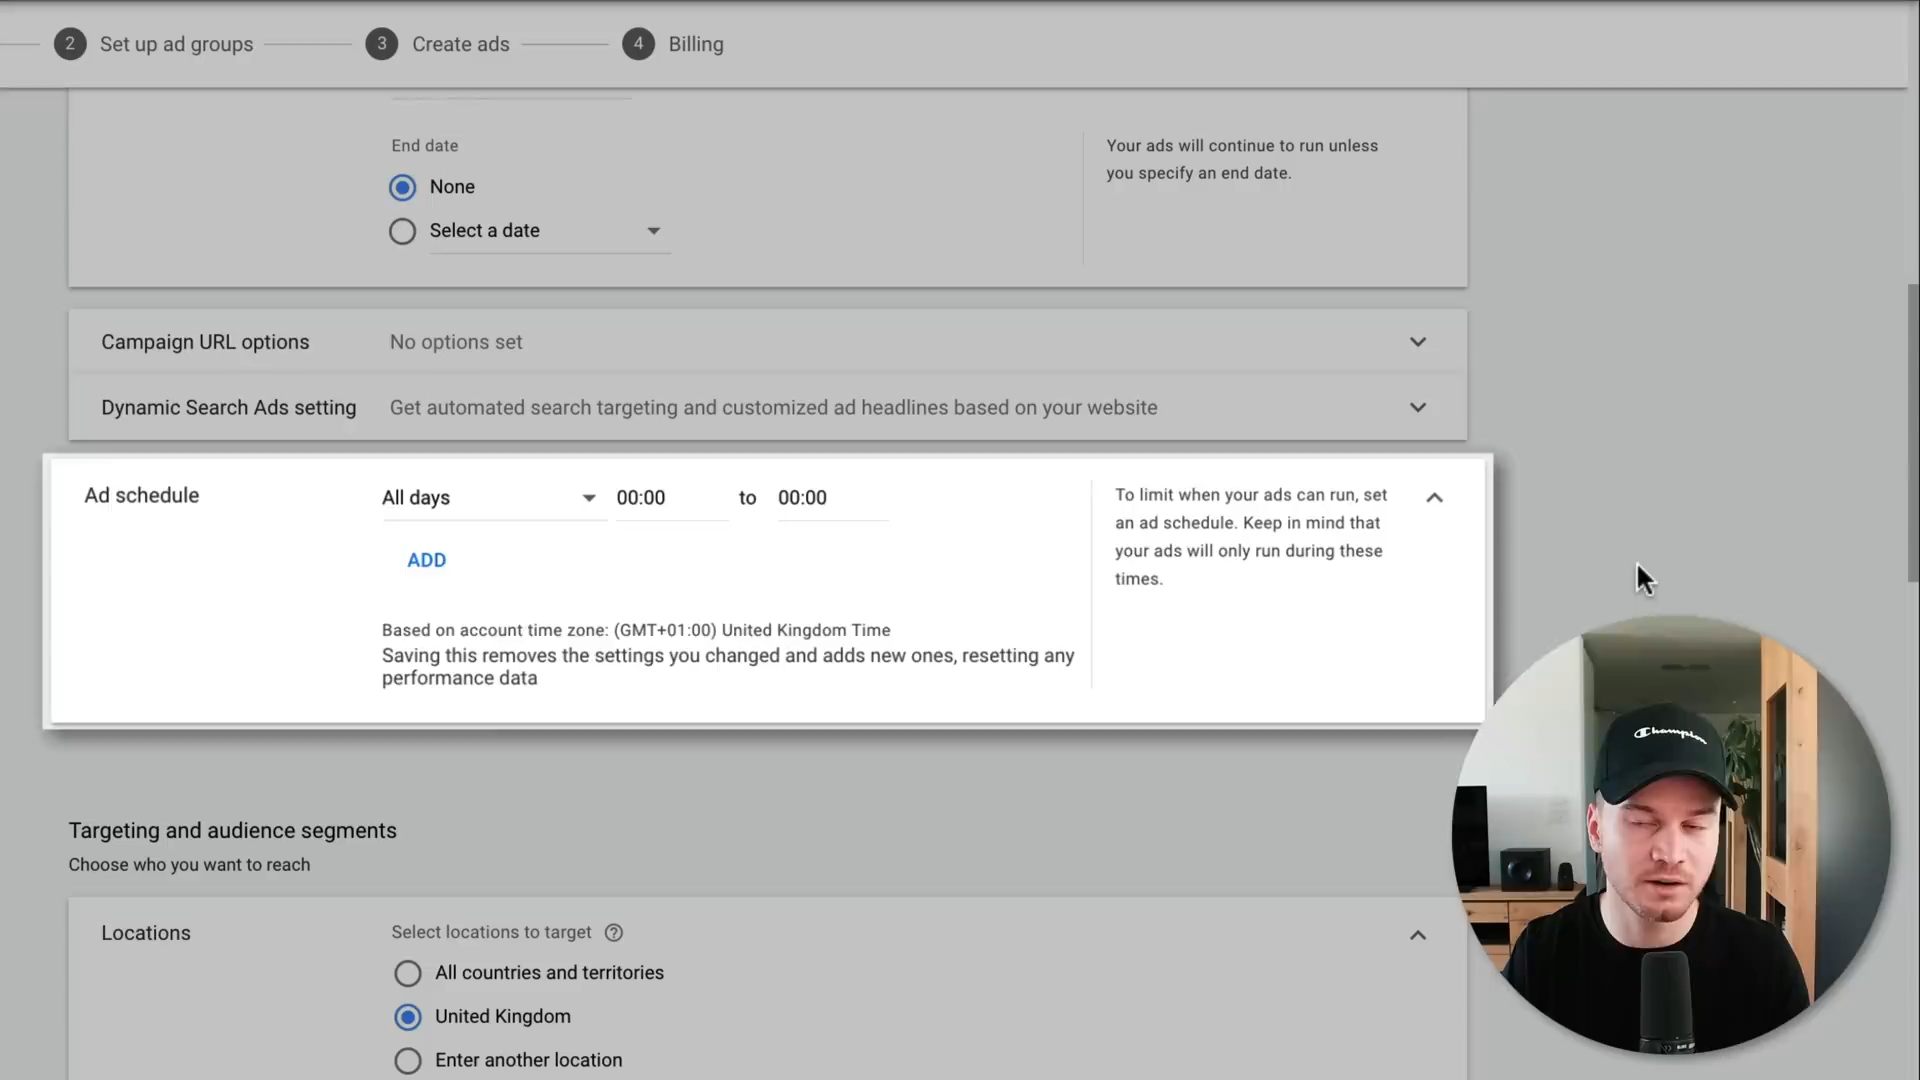 2 Set up ad groups 3 Create ads 4 Billing
End date
None
Select a date
Your ads will continue to run unless
you specify an end date.
Campaign URL options No options set
Dynamic Search Ads setting Get automated search targeting and customized ad headlines based on your website
Ad schedule All days 00:00 to 00:00
ADD
To limit when your ads can run, set
an ad schedule. Keep in mind that
your ads will only run during these
times.
Based on account time zone: (GMT+01:00) United Kingdom Time
Saving this removes the settings you changed and adds new ones, resetting any
performance data
Targeting and audience segments
Choose who you want to reach
Locations Select locations to target ?
All countries and territories
United Kingdom
Enter another location
Champion